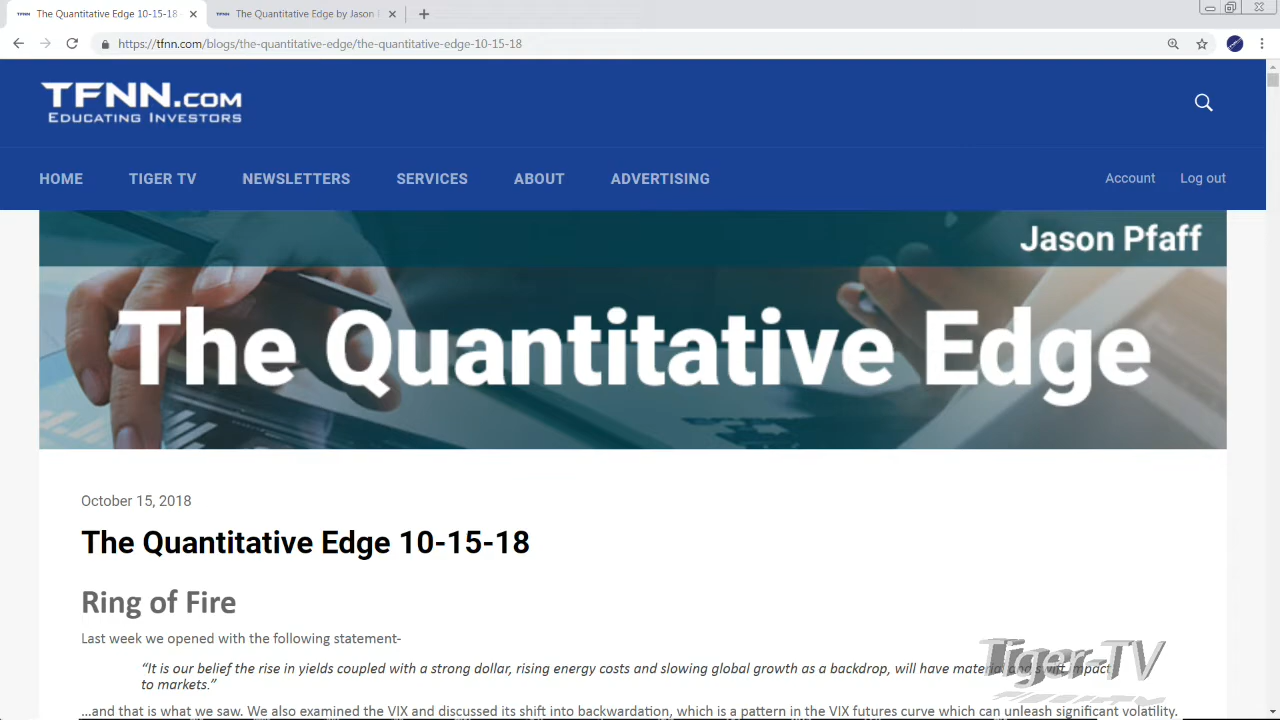 The Quantitative Edge 10-15-18
The Quantitative Edge by Jason
https://tfnn.com/blogs/the-quantitative-edge/the-quantitative-edge-10-15-18
TFNN.COM
EDUCATING INVESTORS
HOME TIGER TV NEWSLETTERS SERVICES ABOUT ADVERTISING Account Log out
Jason Pfaff
The Quantitative Edge
October 15, 2018
The Quantitative Edge 10-15-18
Ring of Fire
Last week we opened with the following statement-
“It is our belief the rise in yields coupled with a strong dollar, rising energy costs and slowing global growth as a backdrop, will have material and swift impact
to markets.”
Tiger TV
…and that is what we saw. We also examined the VIX and discussed its shift into backwardation, which is a pattern in the VIX futures curve which can unleash significant volatility.